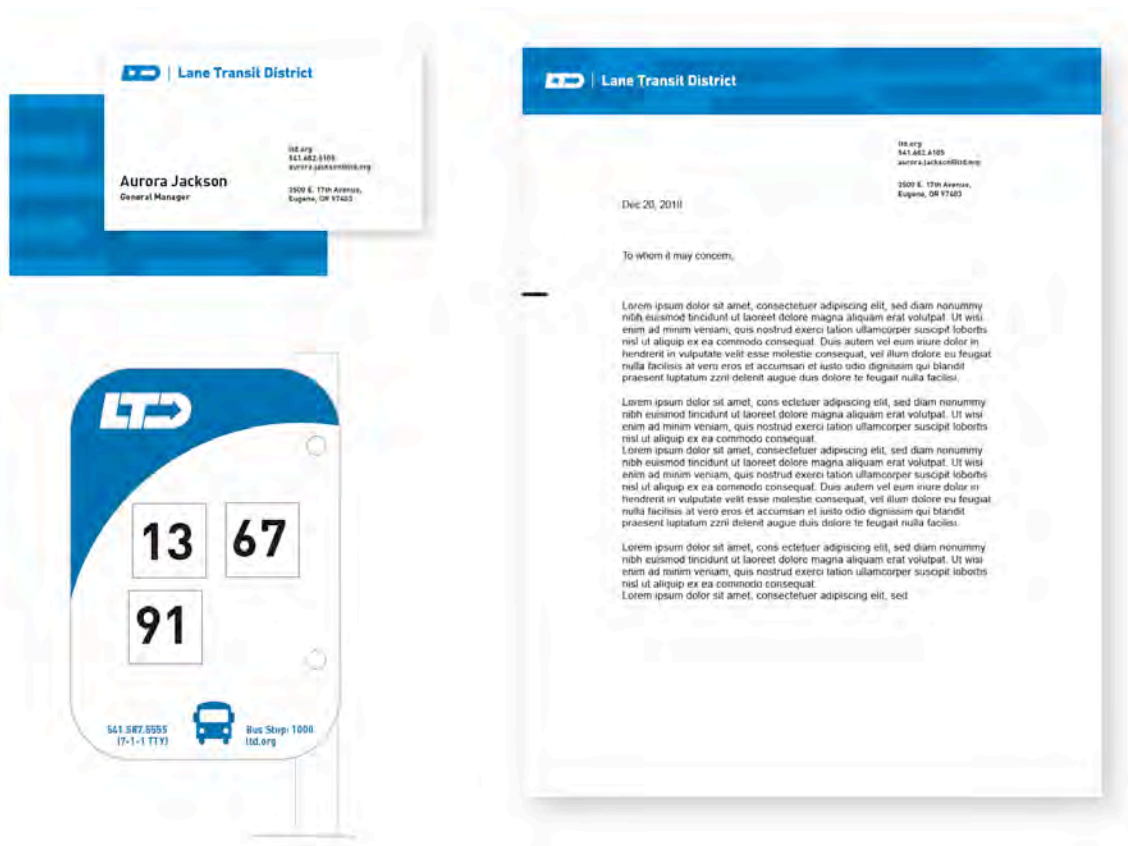 LTD | Lane Transit District
ltd.org
541.682.6105
aurora.jackson@ltd.org
Aurora Jackson
General Manager
3500 E. 17th Avenue,
Eugene, OR 97403
LTD
13 67
91
541.687.5555
(7-1-1 TTY)
Bus Stop: 1000
ltd.org
LTD | Lane Transit District
ltd.org
541.682.6105
aurora.jackson@ltd.org
3500 E. 17th Avenue,
Eugene, OR 97403
Dec 20, 2018
To whom it may concern,
Lorem ipsum dolor sit amet, consectetuer adipiscing elit, sed diam nonummy
nibh euismod tincidunt ut laoreet dolore magna aliquam erat volutpat. Ut wisi
enim ad minim veniam, quis nostrud exerci tation ullamcorper suscipit lobortis
nisl ut aliquip ex ea commodo consequat. Duis autem vel eum iriure dolor in
hendrerit in vulputate velit esse molestie consequat, vel illum dolore eu feugiat
nulla facilisis at vero eros et accumsan et iusto odio dignissim qui blandit
praesent luptatum zzril delenit augue duis dolore te feugait nulla facilisi.
Lorem ipsum dolor sit amet, cons ectetuer adipiscing elit, sed diam nonummy
nibh euismod tincidunt ut laoreet dolore magna aliquam erat volutpat. Ut wisi
enim ad minim veniam, quis nostrud exerci tation ullamcorper suscipit lobortis
nisl ut aliquip ex ea commodo consequat.
Lorem ipsum dolor sit amet, consectetuer adipiscing elit, sed diam nonummy
nibh euismod tincidunt ut laoreet dolore magna aliquam erat volutpat. Ut wisi
enim ad minim veniam, quis nostrud exerci tation ullamcorper suscipit lobortis
nisl ut aliquip ex ea commodo consequat. Duis autem vel eum iriure dolor in
hendrerit in vulputate velit esse molestie consequat, vel illum dolore eu feugiat
nulla facilisis at vero eros et accumsan et iusto odio dignissim qui blandit
praesent luptatum zzril delenit augue duis dolore te feugait nulla facilisi.
Lorem ipsum dolor sit amet, cons ectetuer adipiscing elit, sed diam nonummy
nibh euismod tincidunt ut laoreet dolore magna aliquam erat volutpat. Ut wisi
enim ad minim veniam, quis nostrud exerci tation ullamcorper suscipit lobortis
nisl ut aliquip ex ea commodo consequat.
Lorem ipsum dolor sit amet, consectetuer adipiscing elit, sed